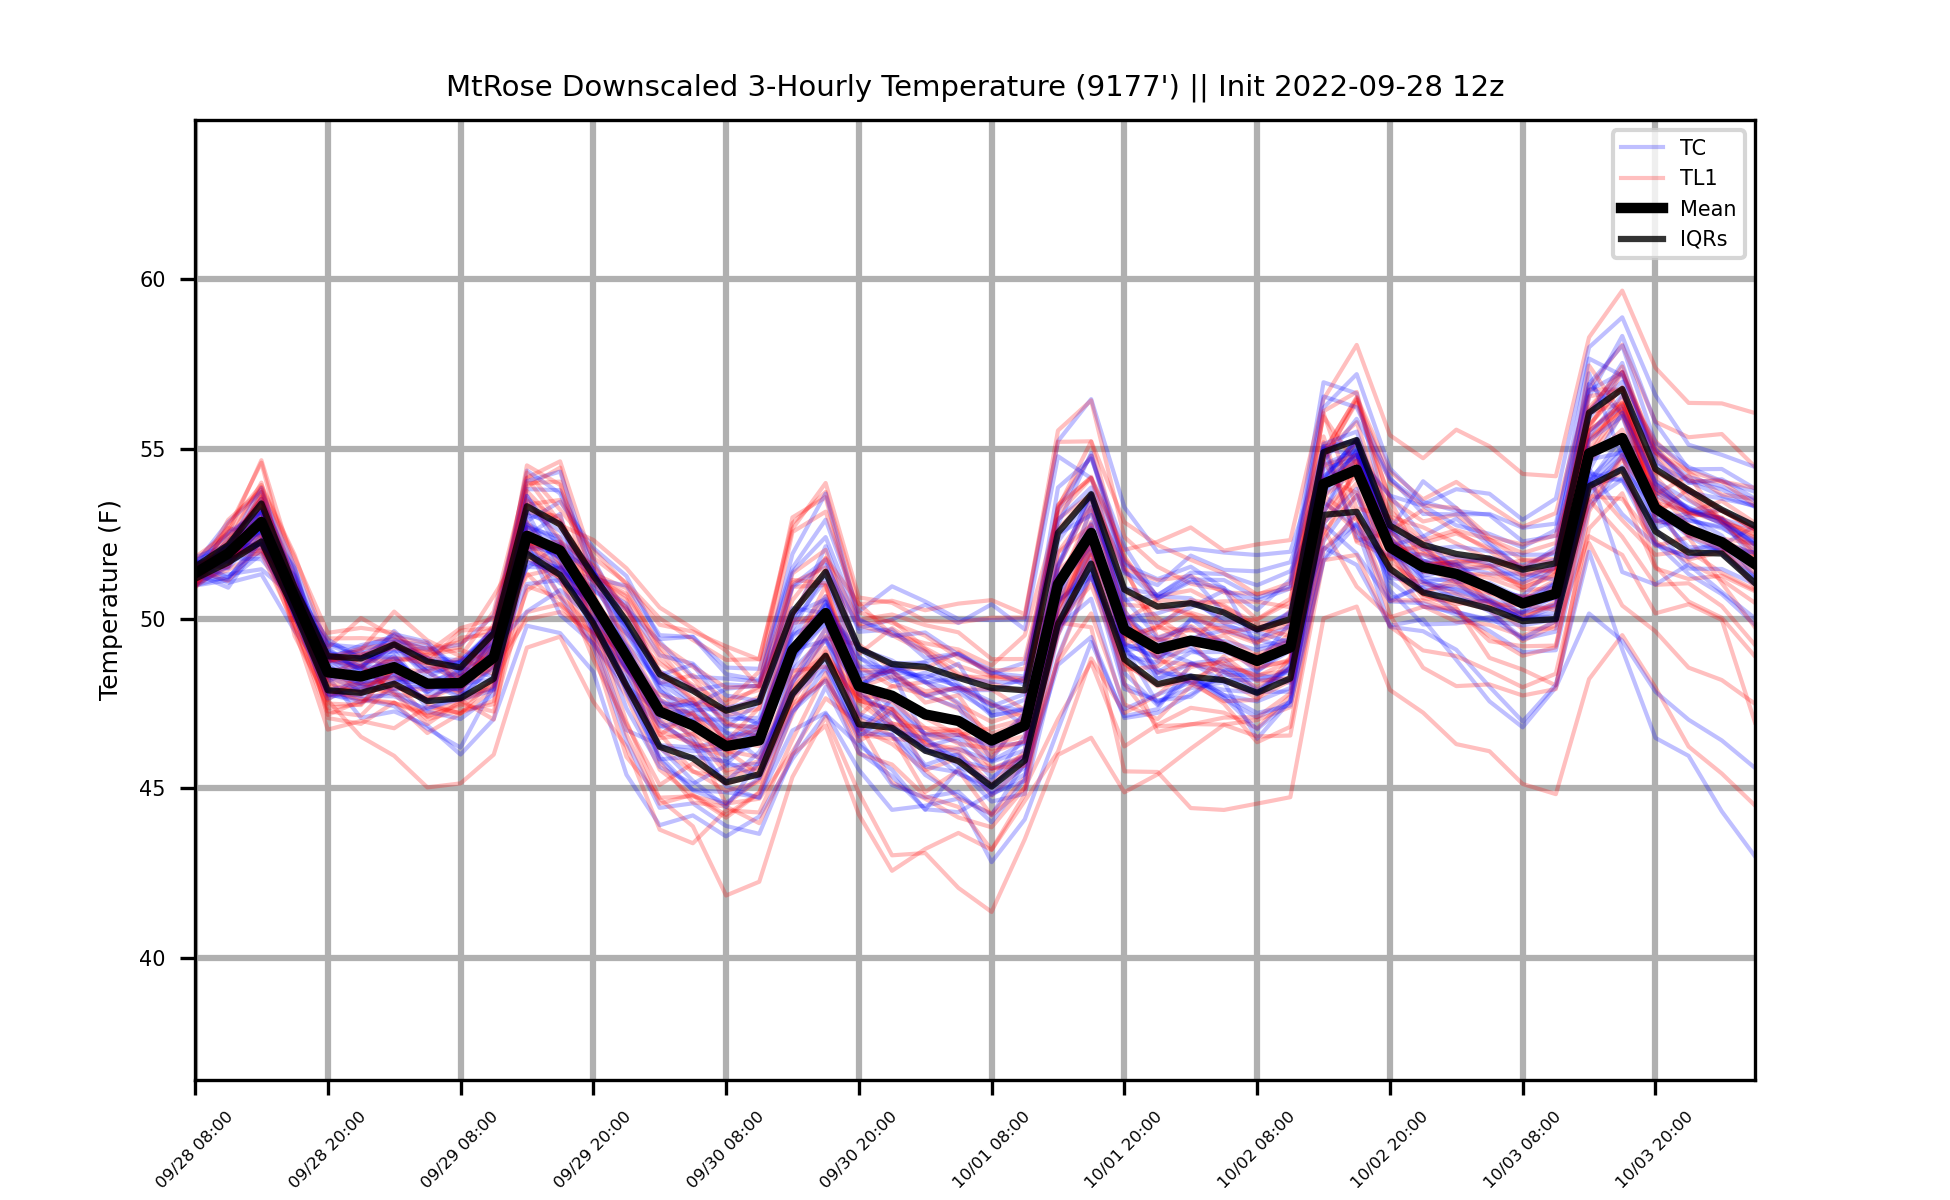 MtRose Downscaled 3-Hourly Temperature (9177') || Init 2022-09-28 12z
TC
TL1
Mean
IQRs
Temperature (F)
60
55
50
45
40
09/28 08:00
09/28 20:00
09/29 08:00
09/29 20:00
09/30 08:00
09/30 20:00
10/01 08:00
10/01 20:00
10/02 08:00
10/02 20:00
10/03 08:00
10/03 20:00